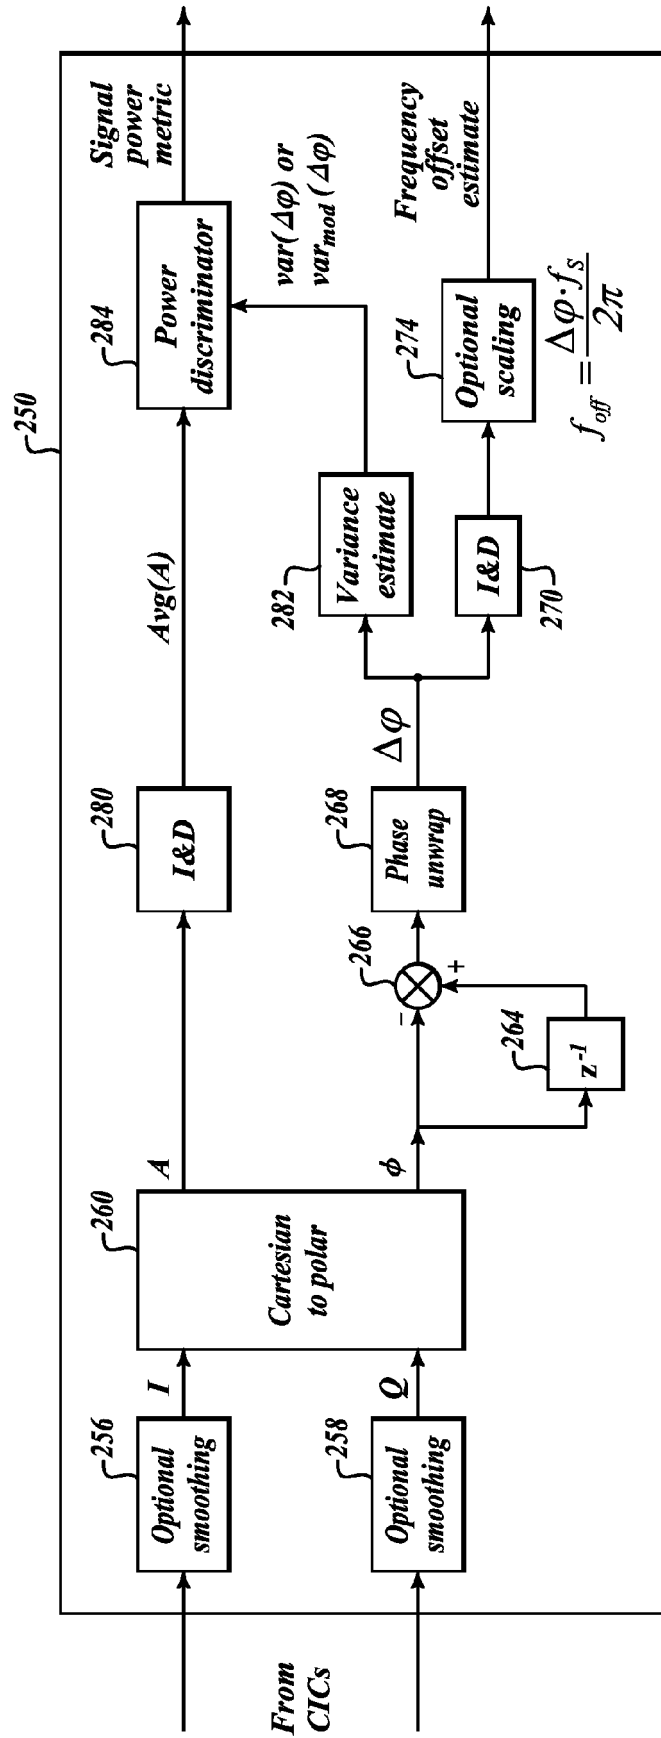 250
From
CICs
256
Optional
smoothing
I
258
Optional
smoothing
Q
260
Cartesian
to polar
A
ϕ
264
z⁻¹
266
−
+
268
Phase
unwrap
Δφ
280
I&D
Avg(A)
282
Variance
estimate
var(Δφ) or
var_mod (Δφ)
270
I&D
284
Power
discriminator
Signal
power
metric
274
Optional
scaling
f_off = Δφ·f_S / 2π
Frequency
offset
estimate